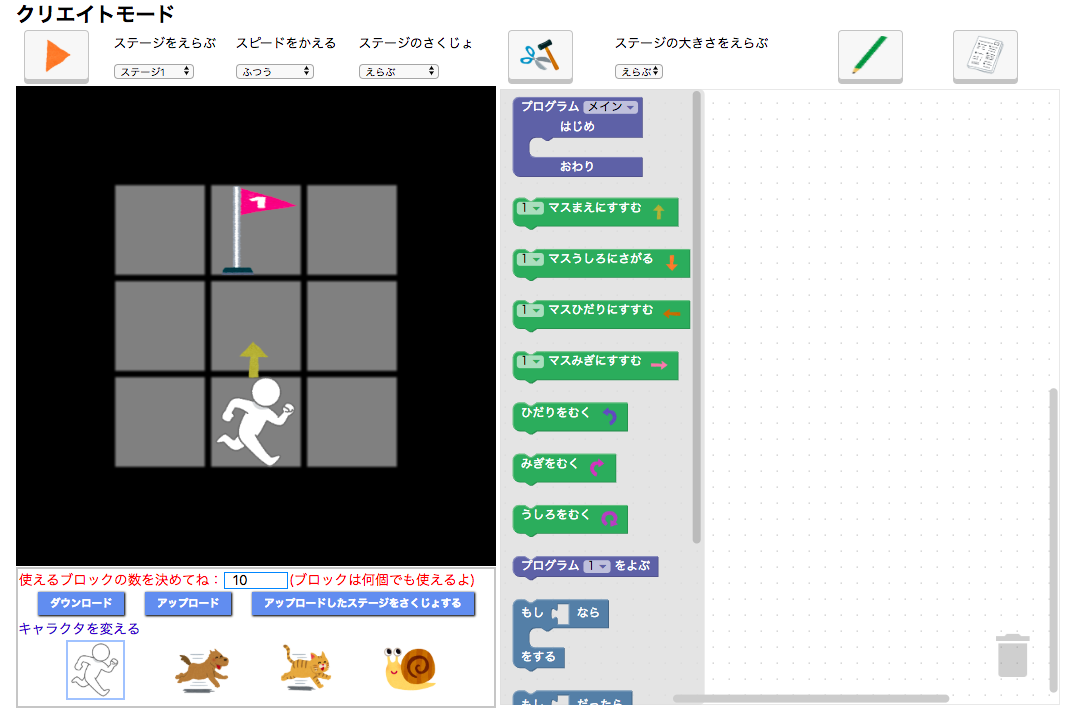 クリエイトモード
ステージをえらぶ スピードをかえる ステージのさくじょ ステージの大きさをえらぶ
ステージ1 ふつう えらぶ えらぶ
プログラム メイン
はじめ
おわり
1 マスまえにすすむ
1 マスうしろにさがる
1 マスひだりにすすむ
1 マスみぎにすすむ
ひだりをむく
みぎをむく
うしろをむく
プログラム 1 をよぶ
もし なら
をする
もし だったら
1
使えるブロックの数を決めてね： 10 (ブロックは何個でも使えるよ)
ダウンロード アップロード アップロードしたステージをさくじょする
キャラクタを変える